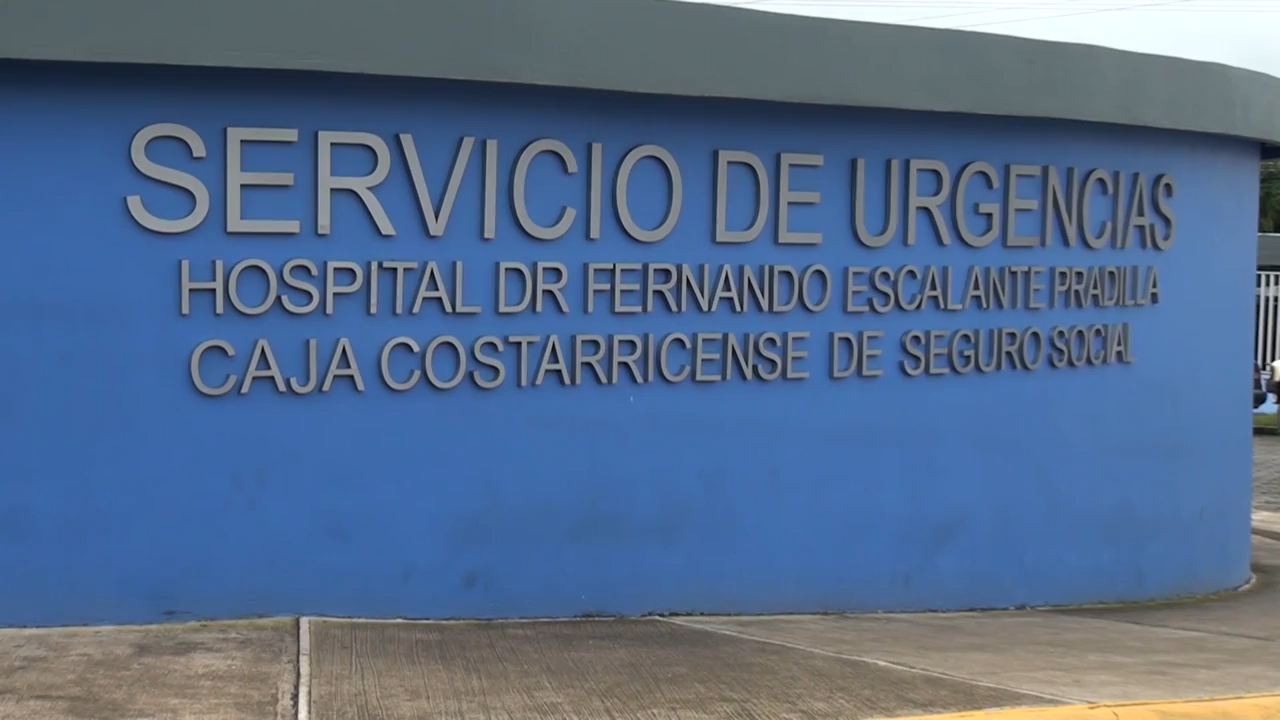 SERVICIO DE URGENCIAS
HOSPITAL DR FERNANDO ESCALANTE PRADILLA
CAJA COSTARRICENSE DE SEGURO SOCIAL